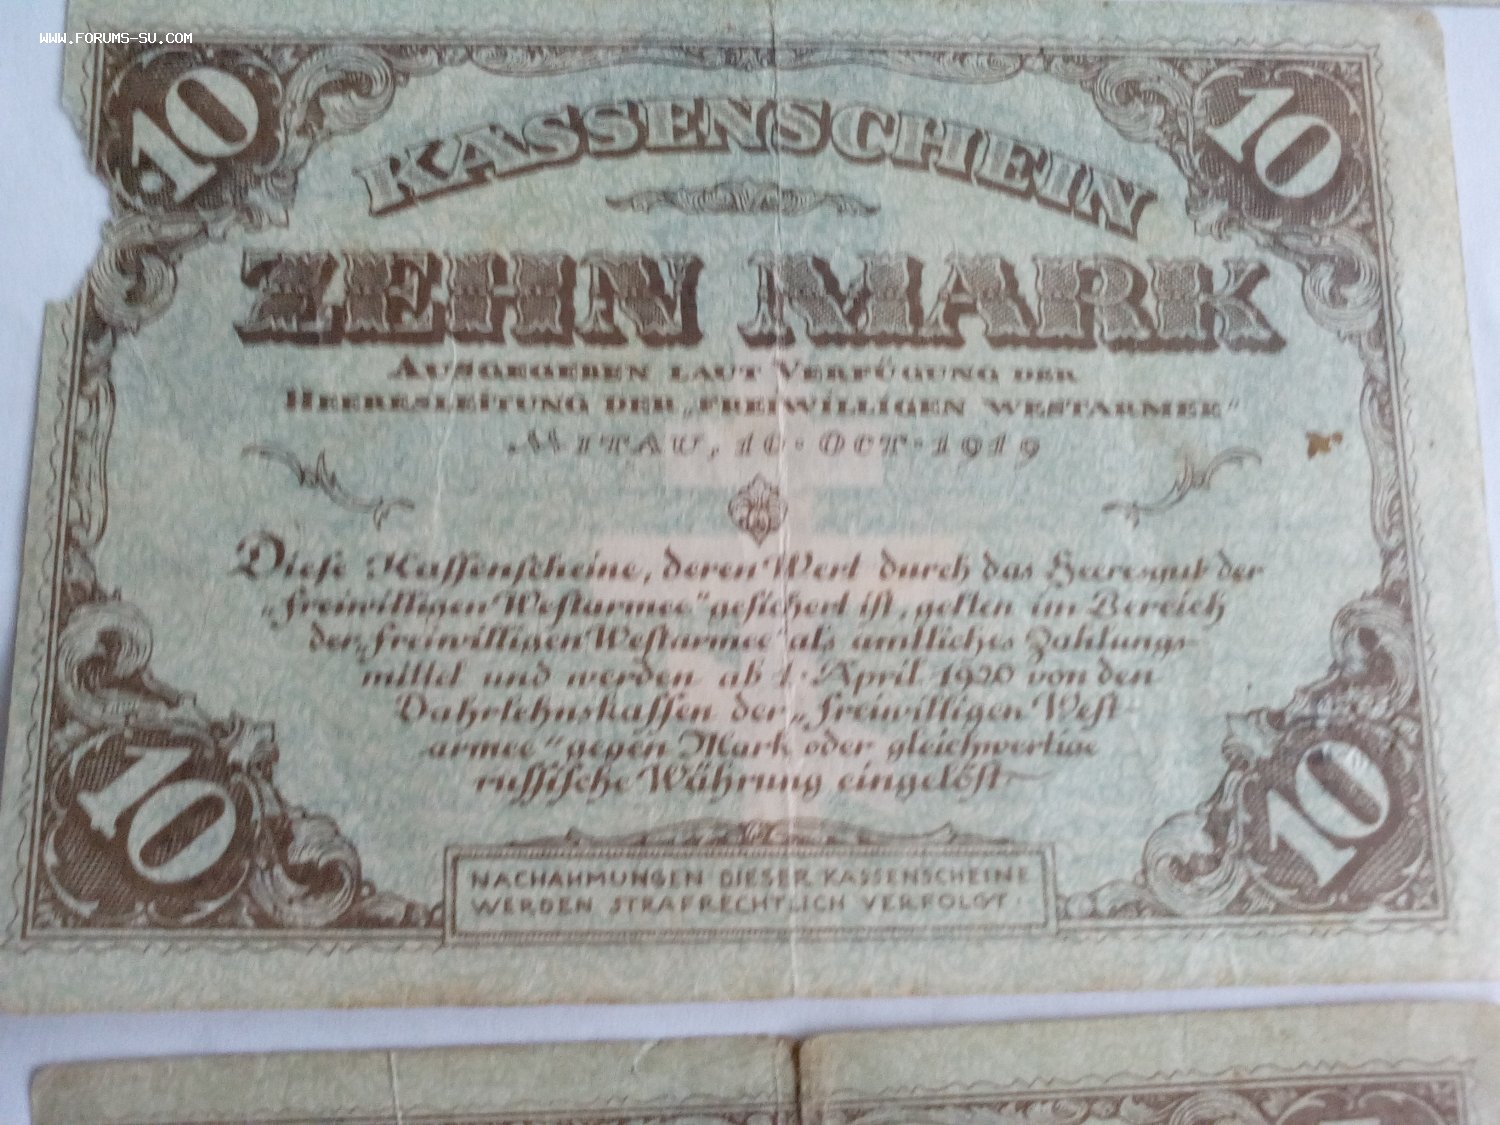 WWW.FORUMS-SU.COM
10 10
KASSENSCHEIN
ZEHN MARK
AUSGEGEBEN LAUT VERFÜGUNG DER
HEERESLEITUNG DER „FREIWILLIGEN WESTARMEE"
MITAU, 10·OCT·1919
Diese Kassenscheine, deren Wert durch das Heeresgut der
„Freiwilligen Westarmee" gesichert ist, gelten im Bereich
der „Freiwilligen Westarmee" als amtliches Zahlungs-
mittel und werden ab 1. April 1920 von den
Dahrlehnskassen der „Freiwilligen West-
armee" gegen Mark oder gleichwertige
russische Währung eingelöst
10 10
NACHAHMUNGEN DIESER KASSENSCHEINE
WERDEN STRAFRECHTLICH VERFOLGT·